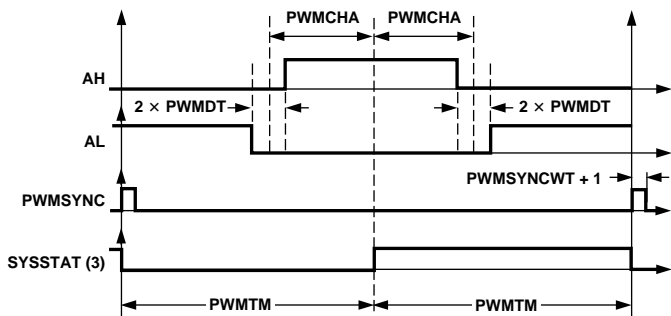 PWMCHA PWMCHA
AH
2 × PWMDT 2 × PWMDT
AL
PWMSYNCWT + 1
PWMSYNC
SYSSTAT (3)
PWMTM PWMTM